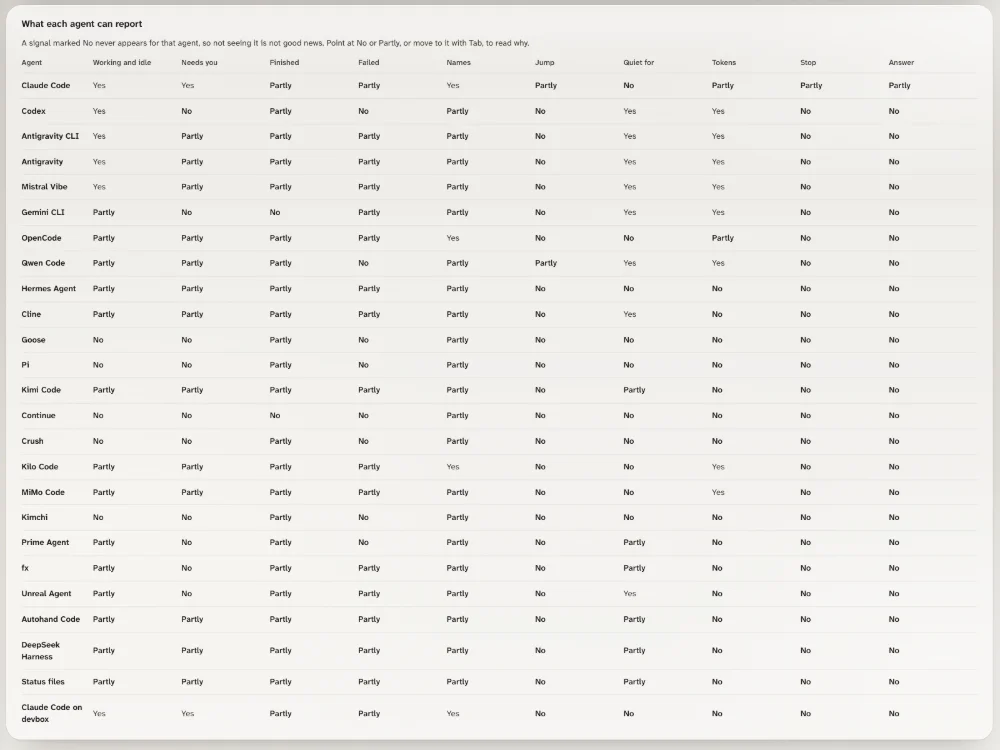 What each agent can report
A signal marked No never appears for that agent, so not seeing it is not good news. Point at No or Partly, or move to it with Tab, to read why.
Agent Working and Idle Needs you Finished Failed Names Jump Quiet for Tokens Stop Answer
Claude Code Yes Yes Partly Partly Yes Partly No Partly Partly Partly
Codex Yes No Partly No Partly No Yes Yes No No
Antigravity CLI Yes Partly Partly Partly Partly No Yes Yes No No
Antigravity Yes Partly Partly Partly Partly No Yes Yes No No
Mistral Vibe Yes Partly Partly Partly Partly No Yes Yes No No
Gemini CLI Partly No No Partly Partly No Yes Yes No No
OpenCode Partly Partly Partly Partly Yes No No Partly No No
Qwen Code Partly Partly Partly No Partly Partly Yes Yes No No
Hermes Agent Partly Partly Partly Partly Partly No No No No No
Cline Partly Partly Partly Partly Partly No Yes No No No
Goose No No Partly No Partly No No No No No
Pi No No Partly No Partly No No No No No
Kimi Code Partly Partly Partly Partly Partly No Partly No No No
Continue No No No No Partly No No No No No
Crush No No Partly No Partly No No No No No
Kilo Code Partly Partly Partly Partly Yes No No Yes No No
MiMo Code Partly Partly Partly Partly Partly No No Yes No No
Kimchi No No Partly No Partly No No No No No
Prime Agent Partly No Partly No Partly No Partly No No No
fx Partly No Partly Partly Partly No Partly No No No
Unreal Agent Partly No Partly Partly Partly No Yes No No No
Autohand Code Partly Partly Partly Partly Partly No Partly No No No
DeepSeek
Harness Partly Partly Partly Partly Partly No Partly No No No
Status files Partly Partly Partly Partly Partly No Partly No No No
Claude Code on
devbox Yes Yes Partly Partly Yes No No No No No